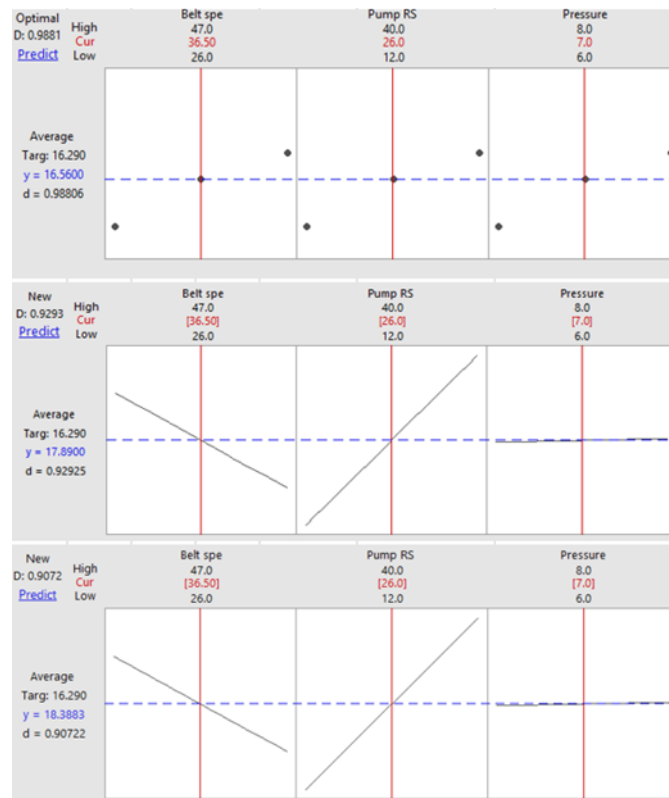 Optimal
D: 0.9881
Predict
High
Cur
Low
Belt spe
47.0
36.50
26.0
Pump RS
40.0
26.0
12.0
Pressure
8.0
7.0
6.0
Average
Targ: 16.290
y = 16.5600
d = 0.98806
New
D: 0.9293
Predict
High
Cur
Low
Belt spe
47.0
[36.50]
26.0
Pump RS
40.0
[26.0]
12.0
Pressure
8.0
[7.0]
6.0
Average
Targ: 16.290
y = 17.8900
d = 0.92925
New
D: 0.9072
Predict
High
Cur
Low
Belt spe
47.0
[36.50]
26.0
Pump RS
40.0
[26.0]
12.0
Pressure
8.0
[7.0]
6.0
Average
Targ: 16.290
y = 18.3883
d = 0.90722